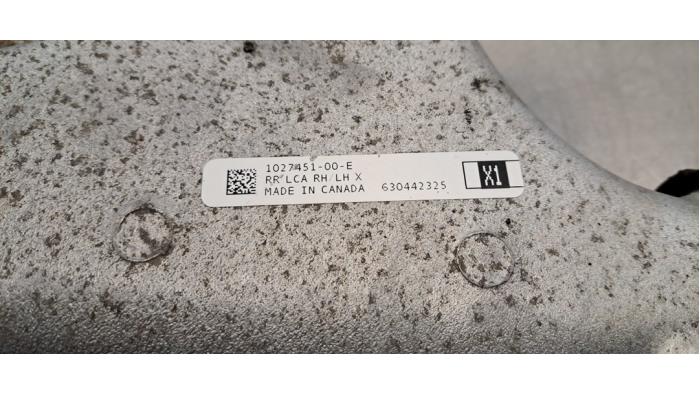 1027451-00-E
RR LCA RH/LH X
MADE IN CANADA 630442325
X1